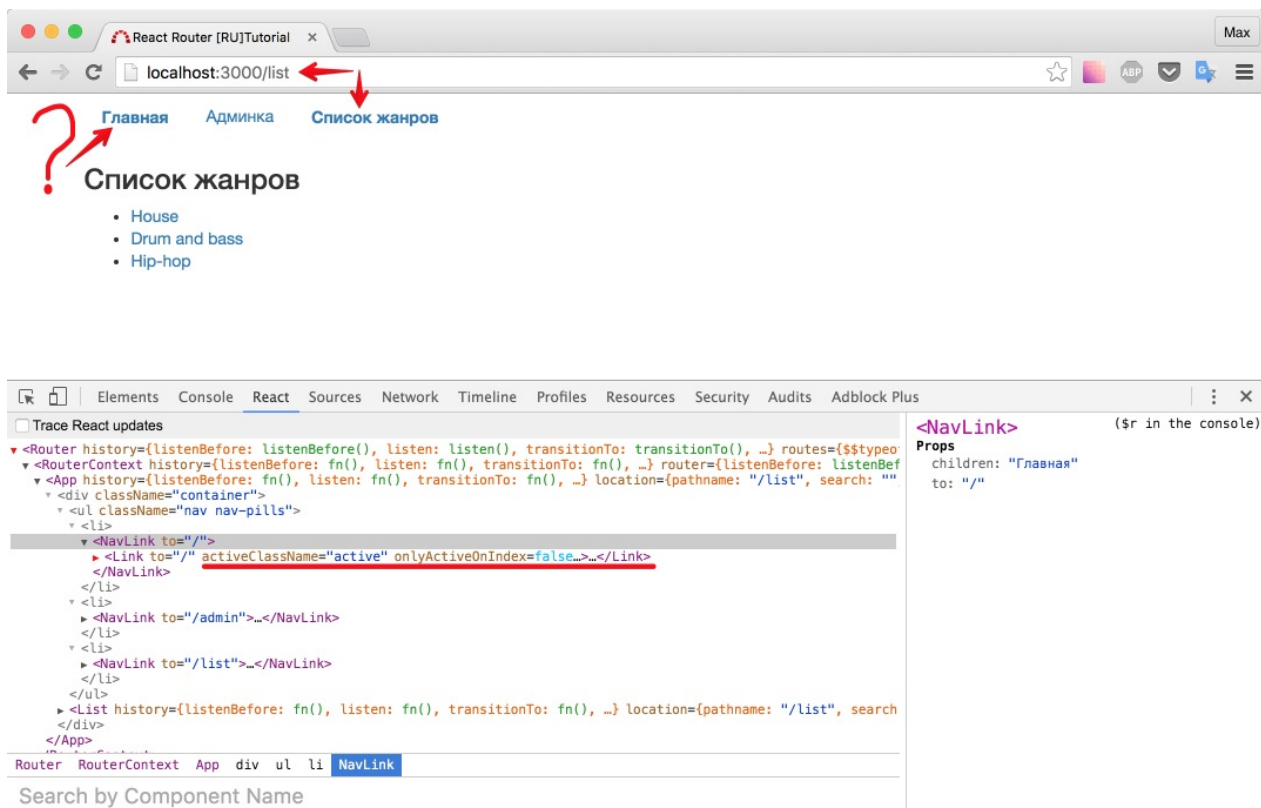 React Router [RU]Tutorial ×
Max
localhost:3000/list
ABP
Главная Админка Список жанров
?
Список жанров
• House
• Drum and bass
• Hip-hop
Elements Console React Sources Network Timeline Profiles Resources Security Audits Adblock Plus
Trace React updates
<Router history={listenBefore: listenBefore(), listen: listen(), transitionTo: transitionTo(), …} routes={$$typeo
<RouterContext history={listenBefore: fn(), listen: fn(), transitionTo: fn(), …} router={listenBefore: listenBef
<App history={listenBefore: fn(), listen: fn(), transitionTo: fn(), …} location={pathname: "/list", search: ""
<div className="container">
<ul className="nav nav-pills">
<li>
<NavLink to="/">
<Link to="/" activeClassName="active" onlyActiveOnIndex=false…>…</Link>
</NavLink>
</li>
<li>
<NavLink to="/admin">…</NavLink>
</li>
<li>
<NavLink to="/list">…</NavLink>
</li>
</ul>
<List history={listenBefore: fn(), listen: fn(), transitionTo: fn(), …} location={pathname: "/list", search
</div>
</App>
Router RouterContext App div ul li NavLink
Search by Component Name
<NavLink> ($r in the console)
Props
children: "Главная"
to: "/"